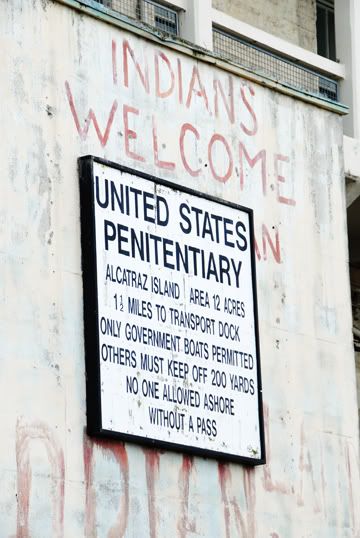 INDIANS
WELCOME
UNITED STATES
PENITENTIARY
ALCATRAZ ISLAND AREA 12 ACRES
1½ MILES TO TRANSPORT DOCK
ONLY GOVERNMENT BOATS PERMITTED
OTHERS MUST KEEP OFF 200 YARDS
NO ONE ALLOWED ASHORE
WITHOUT A PASS